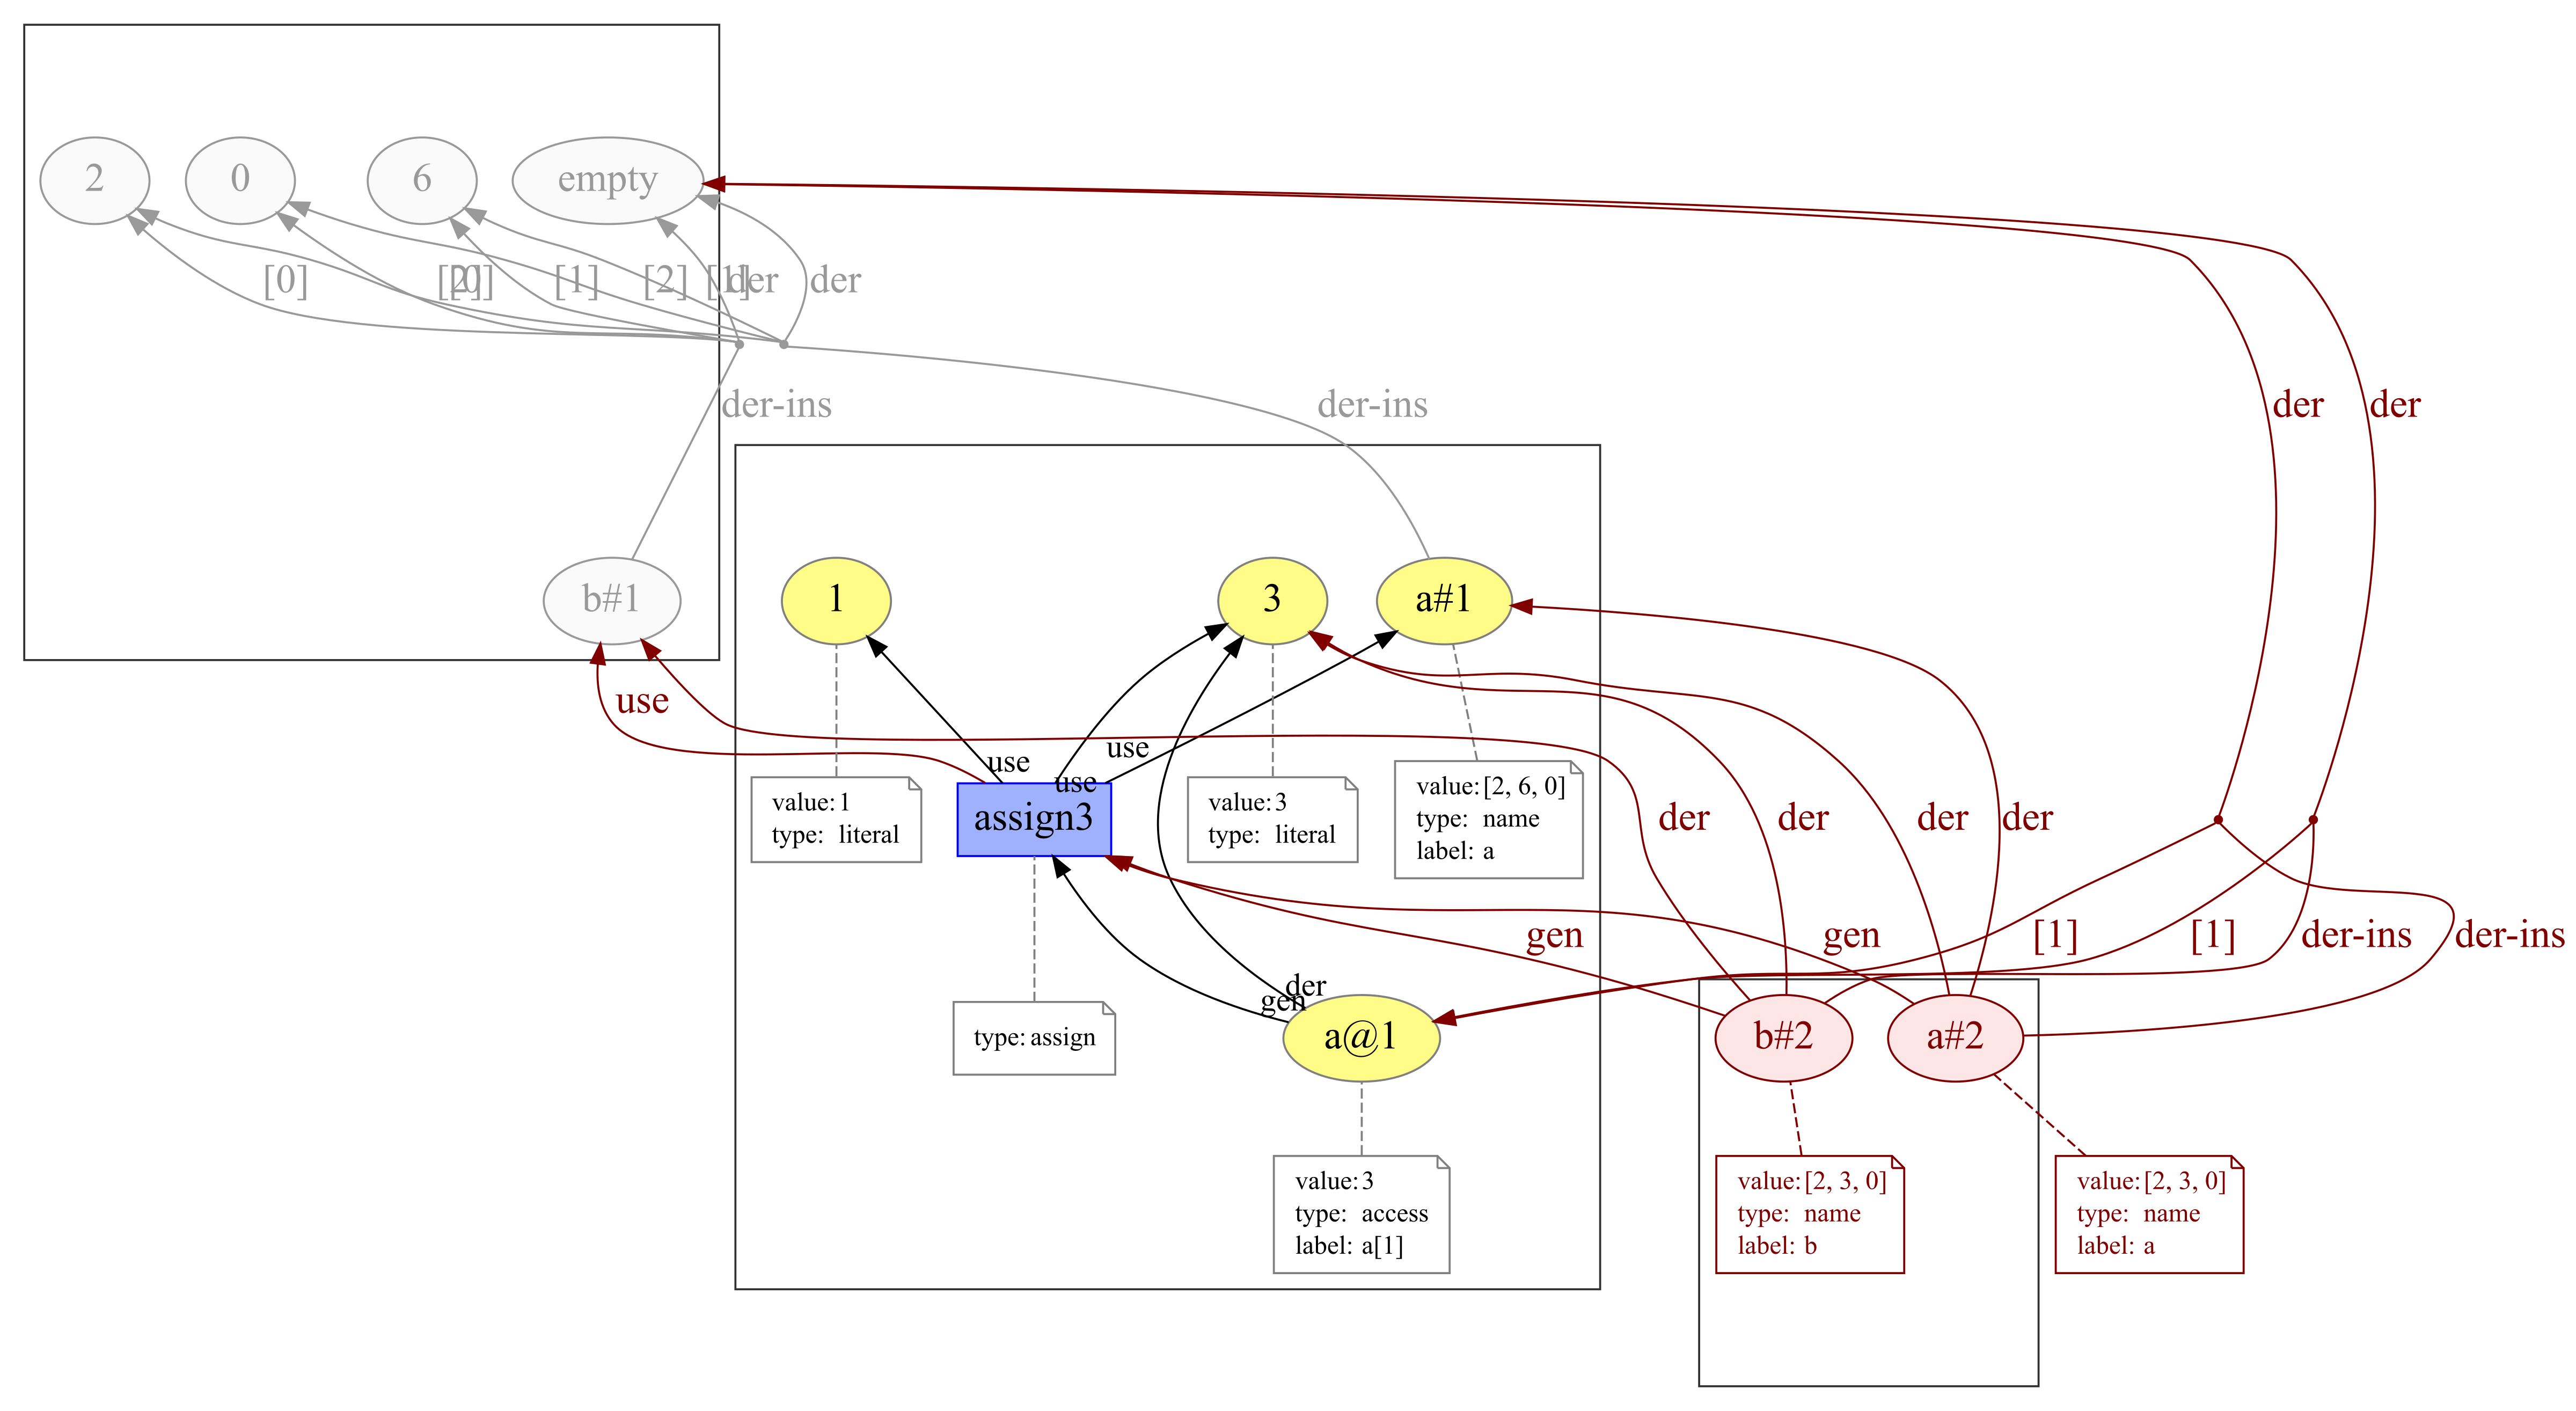 2
0
6
empty
[0]
[2]
[0]
[1]
[2]
[1]
der
der
der-ins
der-ins
der
der
b#1
1
3
a#1
use
use
use
use
value: 1
type: literal
assign3
value: 3
type: literal
value: [2, 6, 0]
type: name
label: a
der
der
der
der
gen
gen
[1]
[1]
der-ins
der-ins
der
gen
type: assign
a@1
b#2
a#2
value: 3
type: access
label: a[1]
value: [2, 3, 0]
type: name
label: b
value: [2, 3, 0]
type: name
label: a